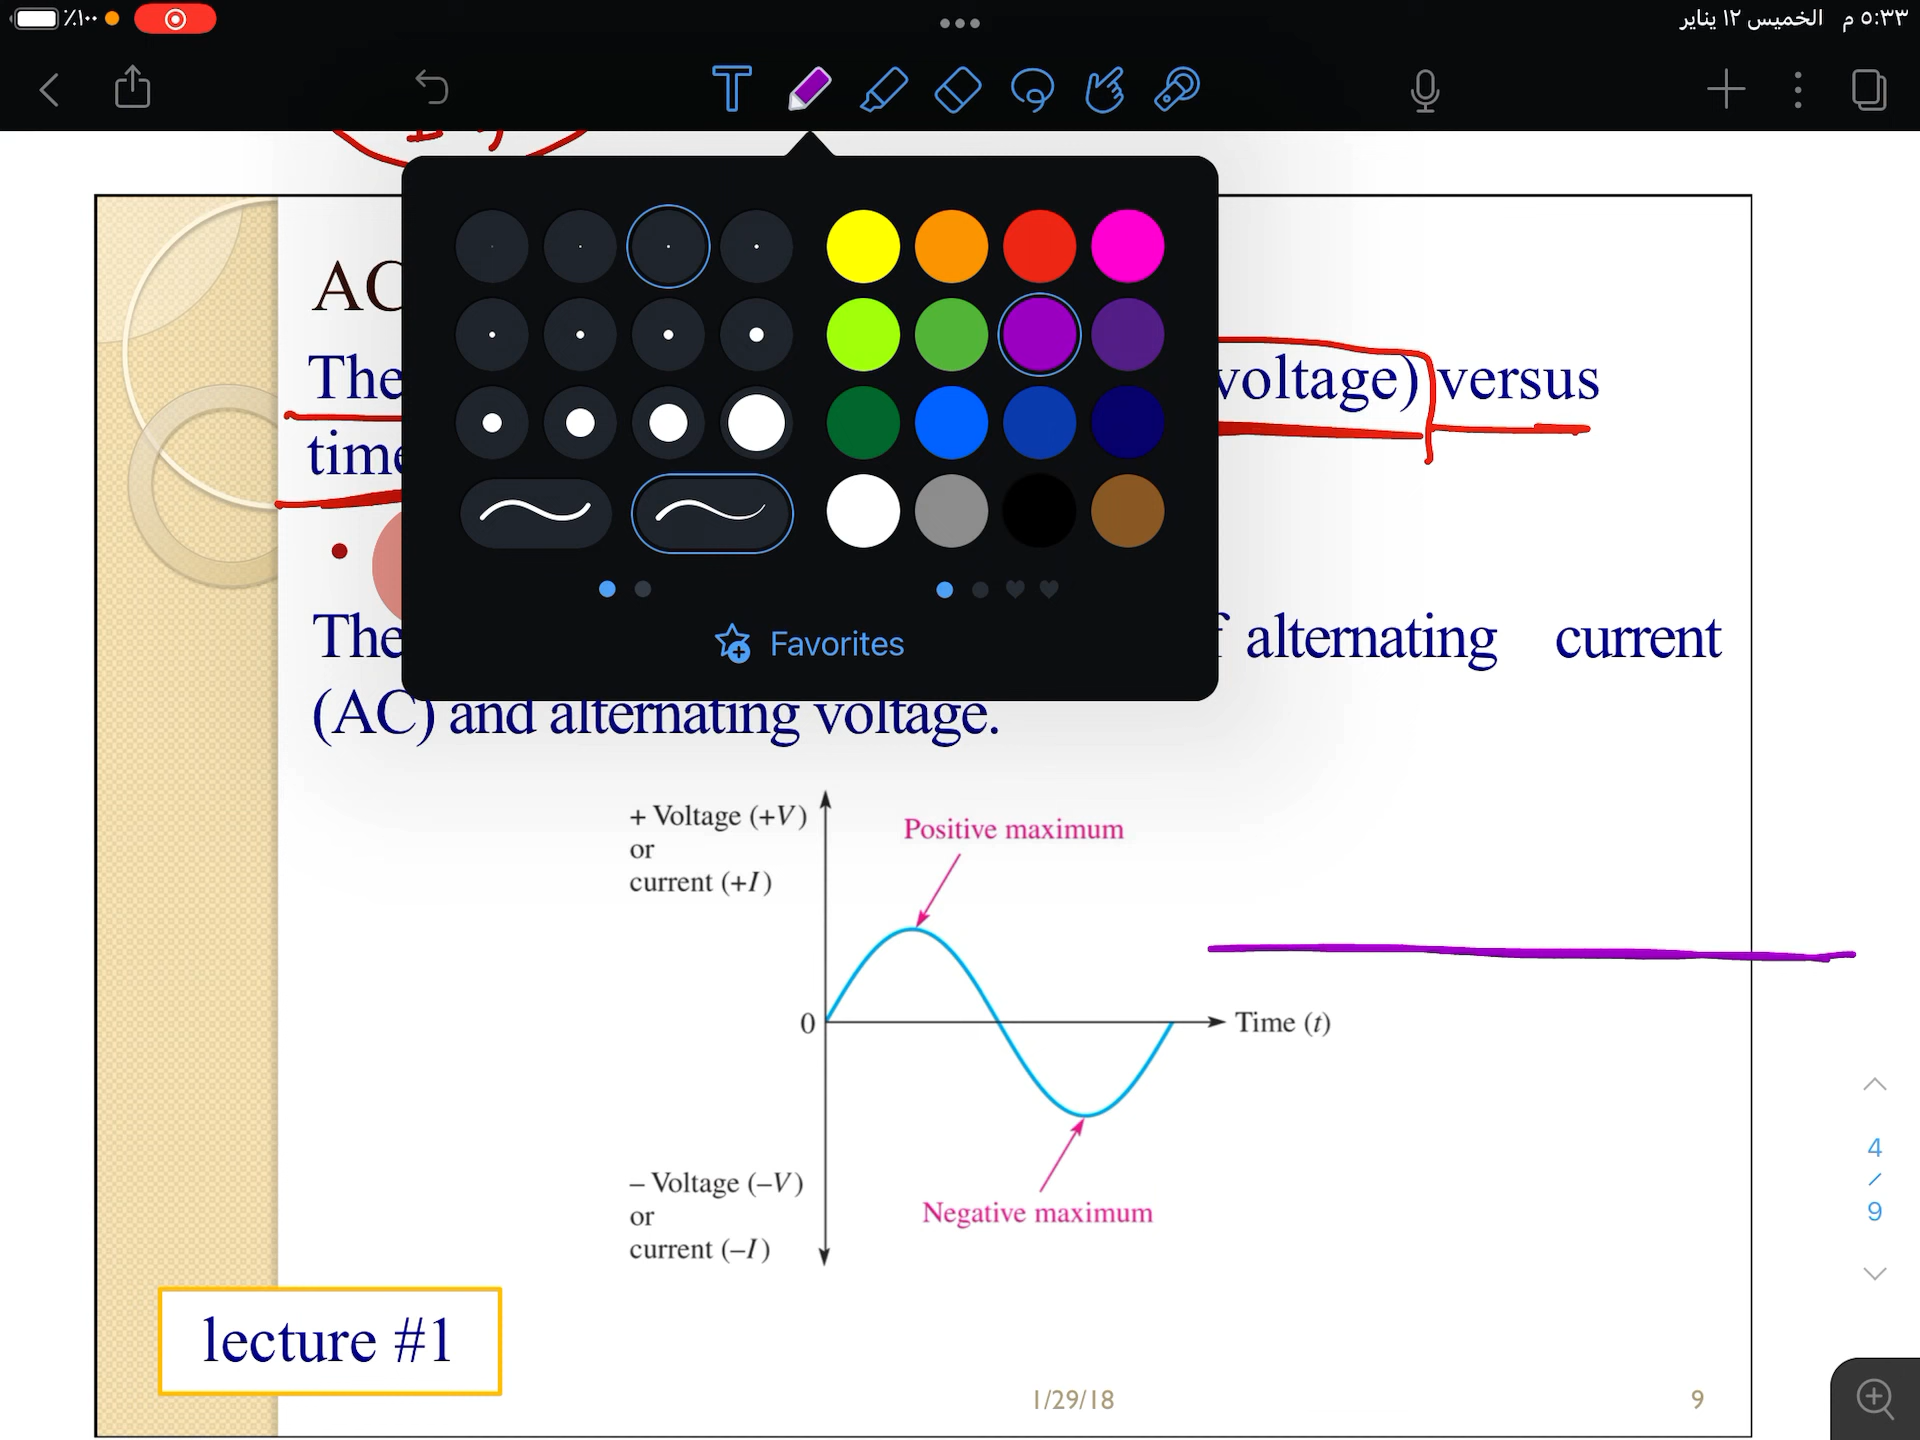 ٪١٠٠
٥:٣٣ م الخميس ١٢ يناير
AC
The voltage) versus
time
The alternating current
(AC) and alternating voltage.
Favorites
+ Voltage (+V)
or
current (+I)
Positive maximum
0
Time (t)
– Voltage (–V)
or
current (–I)
Negative maximum
4
/
9
lecture #1
1/29/18
9